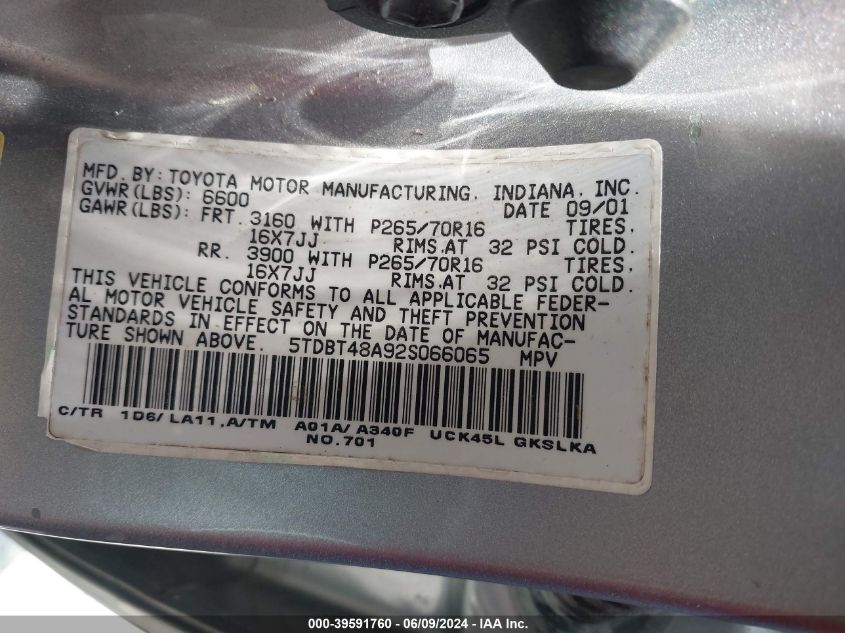 MFD. BY: TOYOTA MOTOR MANUFACTURING, INDIANA, INC.
GVWR(LBS): 6600 DATE 09/01
GAWR(LBS): FRT. 3160 WITH P265/70R16 TIRES,
16X7JJ RIMS,AT 32 PSI COLD.
RR. 3900 WITH P265/70R16 TIRES,
16X7JJ RIMS,AT 32 PSI COLD.
THIS VEHICLE CONFORMS TO ALL APPLICABLE FEDER-
AL MOTOR VEHICLE SAFETY AND THEFT PREVENTION
STANDARDS IN EFFECT ON THE DATE OF MANUFAC-
TURE SHOWN ABOVE. 5TDBT48A92S066065 MPV
C/TR 1D6/LA11,A/TM A01A/A340F UCK45L GKSLKA
NO.701
000-39591760 - 06/09/2024 - IAA Inc.